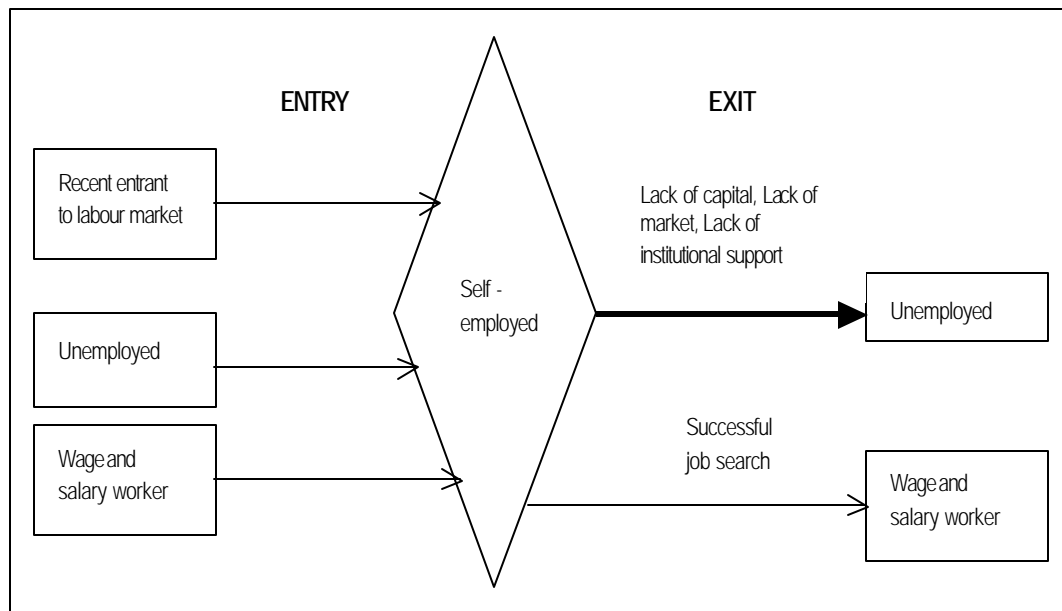 ENTRY
EXIT
Recent entrant
to labour market
Unemployed
Wage and
salary worker
Self -
employed
Lack of capital, Lack of
market, Lack of
institutional support
Unemployed
Successful
job search
Wage and
salary worker